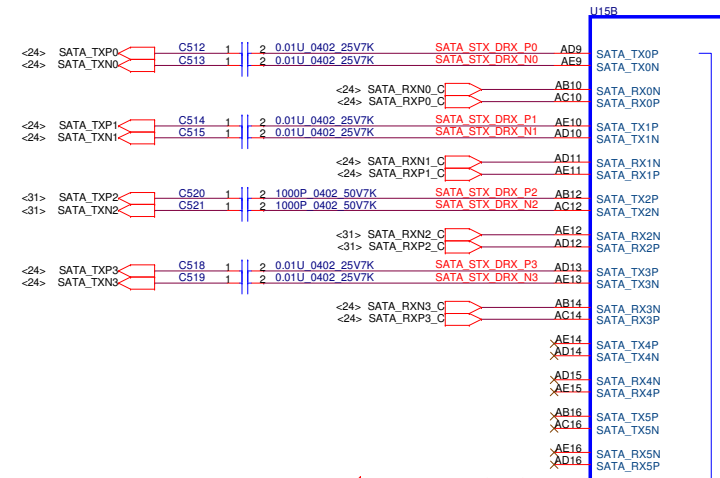 U15B
<24> SATA_TXP0 C512 1 2 0.01U_0402_25V7K SATA_STX_DRX_P0 AD9 SATA_TX0P
<24> SATA_TXN0 C513 1 2 0.01U_0402_25V7K SATA_STX_DRX_N0 AE9 SATA_TX0N
<24> SATA_RXN0_C AB10 SATA_RX0N
<24> SATA_RXP0_C AC10 SATA_RX0P
<24> SATA_TXP1 C514 1 2 0.01U_0402_25V7K SATA_STX_DRX_P1 AE10 SATA_TX1P
<24> SATA_TXN1 C515 1 2 0.01U_0402_25V7K SATA_STX_DRX_N1 AD10 SATA_TX1N
<24> SATA_RXN1_C AD11 SATA_RX1N
<24> SATA_RXP1_C AE11 SATA_RX1P
<31> SATA_TXP2 C520 1 2 1000P_0402_50V7K SATA_STX_DRX_P2 AB12 SATA_TX2P
<31> SATA_TXN2 C521 1 2 1000P_0402_50V7K SATA_STX_DRX_N2 AC12 SATA_TX2N
<31> SATA_RXN2_C AE12 SATA_RX2N
<31> SATA_RXP2_C AD12 SATA_RX2P
<24> SATA_TXP3 C518 1 2 0.01U_0402_25V7K SATA_STX_DRX_P3 AD13 SATA_TX3P
<24> SATA_TXN3 C519 1 2 0.01U_0402_25V7K SATA_STX_DRX_N3 AE13 SATA_TX3N
<24> SATA_RXN3_C AB14 SATA_RX3N
<24> SATA_RXP3_C AC14 SATA_RX3P
AE14 SATA_TX4P
AD14 SATA_TX4N
AD15 SATA_RX4N
AE15 SATA_RX4P
AB16 SATA_TX5P
AC16 SATA_TX5N
AE16 SATA_RX5N
AD16 SATA_RX5P